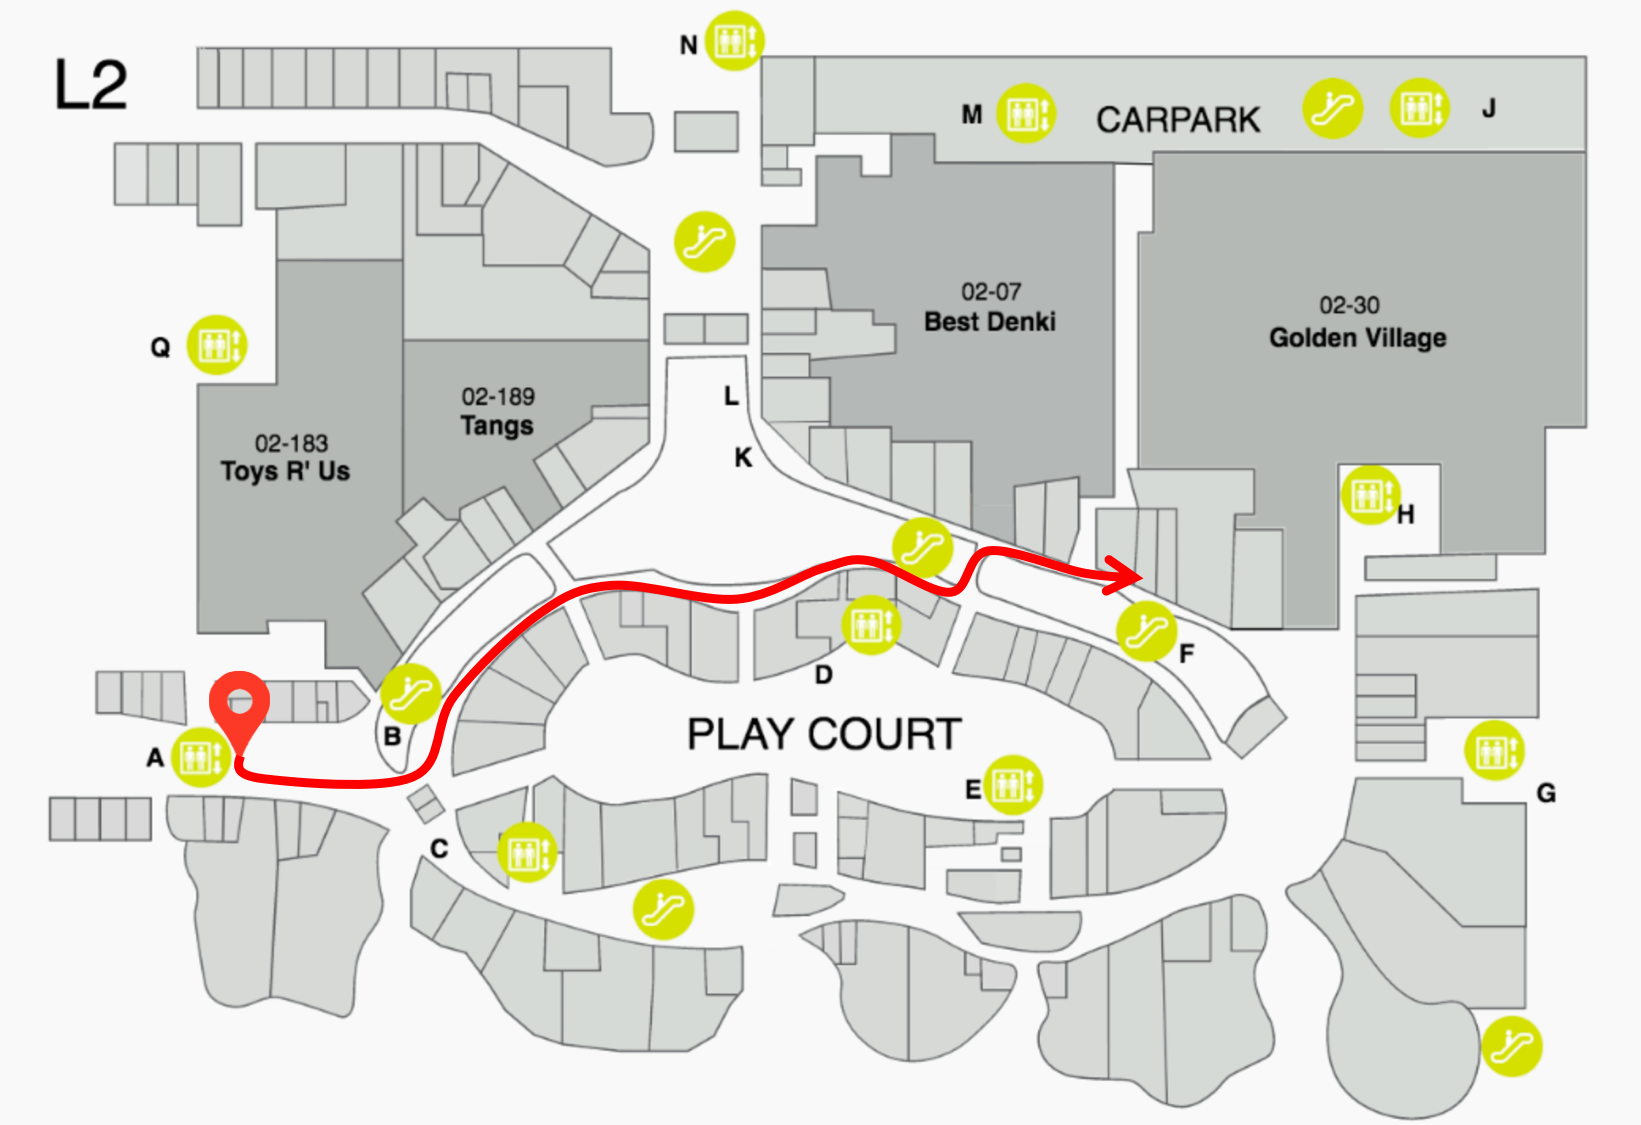 N
L2
M
CARPARK
J
02-07
Best Denki
02-30
Golden Village
Q
02-189
Tangs
L
02-183
Toys R' Us
K
H
F
D
B
PLAY COURT
A
E
G
C